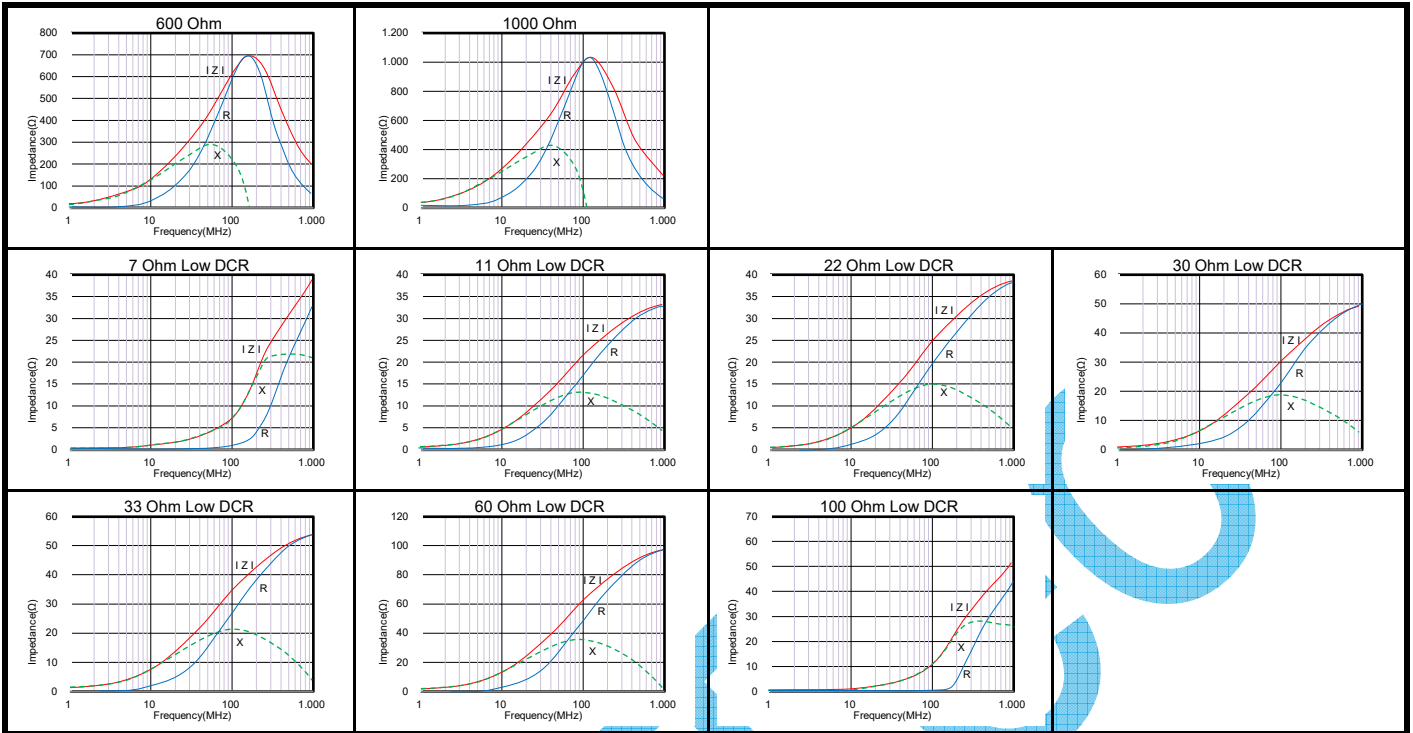 600 Ohm
800
700
600
500
400
300
200
100
0
Impedance(Ω)
I Z I
R
X
1 10 100 1.000
Frequency(MHz)
1000 Ohm
1.200
1.000
800
600
400
200
0
Impedance(Ω)
I Z I
R
X
1 10 100 1.000
Frequency(MHz)
7 Ohm Low DCR
40
35
30
25
20
15
10
5
0
Impedance(Ω)
I Z I
X
R
1 10 100 1.000
Frequency(MHz)
11 Ohm Low DCR
40
35
30
25
20
15
10
5
0
Impedance(Ω)
I Z I
R
X
1 10 100 1.000
Frequency(MHz)
22 Ohm Low DCR
40
35
30
25
20
15
10
5
0
Impedance(Ω)
I Z I
R
X
1 10 100 1.000
Frequency(MHz)
30 Ohm Low DCR
60
50
40
30
20
10
0
Impedance(Ω)
I Z I
R
X
1 10 100 1.000
Frequency(MHz)
33 Ohm Low DCR
60
50
40
30
20
10
0
Impedance(Ω)
I Z I
R
X
1 10 100 1.000
Frequency(MHz)
60 Ohm Low DCR
120
100
80
60
40
20
0
Impedance(Ω)
I Z I
R
X
1 10 100 1.000
Frequency(MHz)
100 Ohm Low DCR
70
60
50
40
30
20
10
0
Impedance(Ω)
I Z I
X
R
1 10 100 1.000
Frequency(MHz)